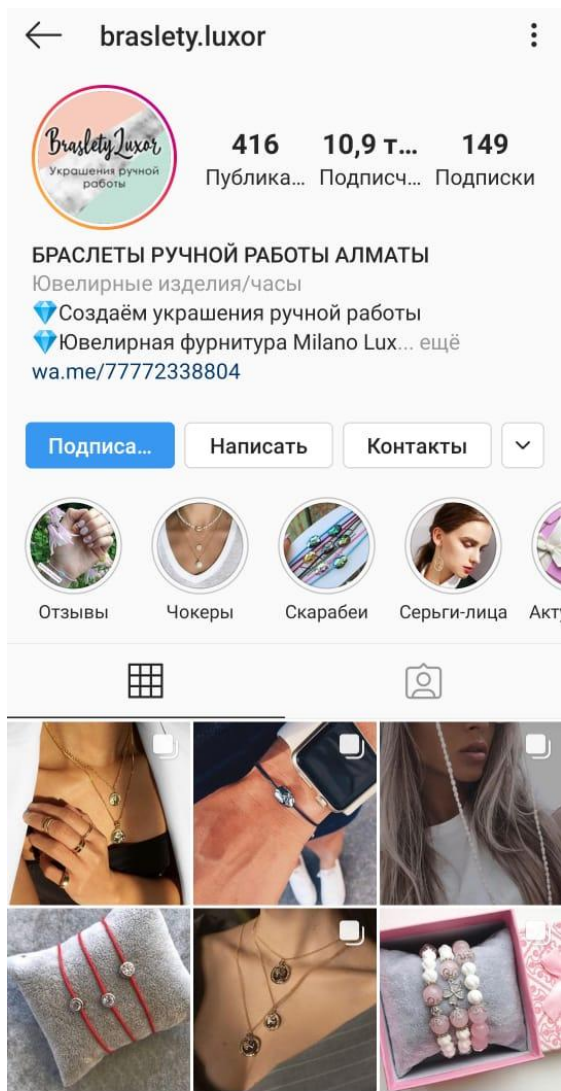 braslety.luxor
BrasletyLuxor
Украшения ручной
работы
416 10,9 т... 149
Публика... Подписч... Подписки
БРАСЛЕТЫ РУЧНОЙ РАБОТЫ АЛМАТЫ
Ювелирные изделия/часы
💎Создаём украшения ручной работы
💎Ювелирная фурнитура Milano Lux... ещё
wa.me/77772338804
Подписа... Написать Контакты
Отзывы Чокеры Скарабеи Серьги-лица Акт